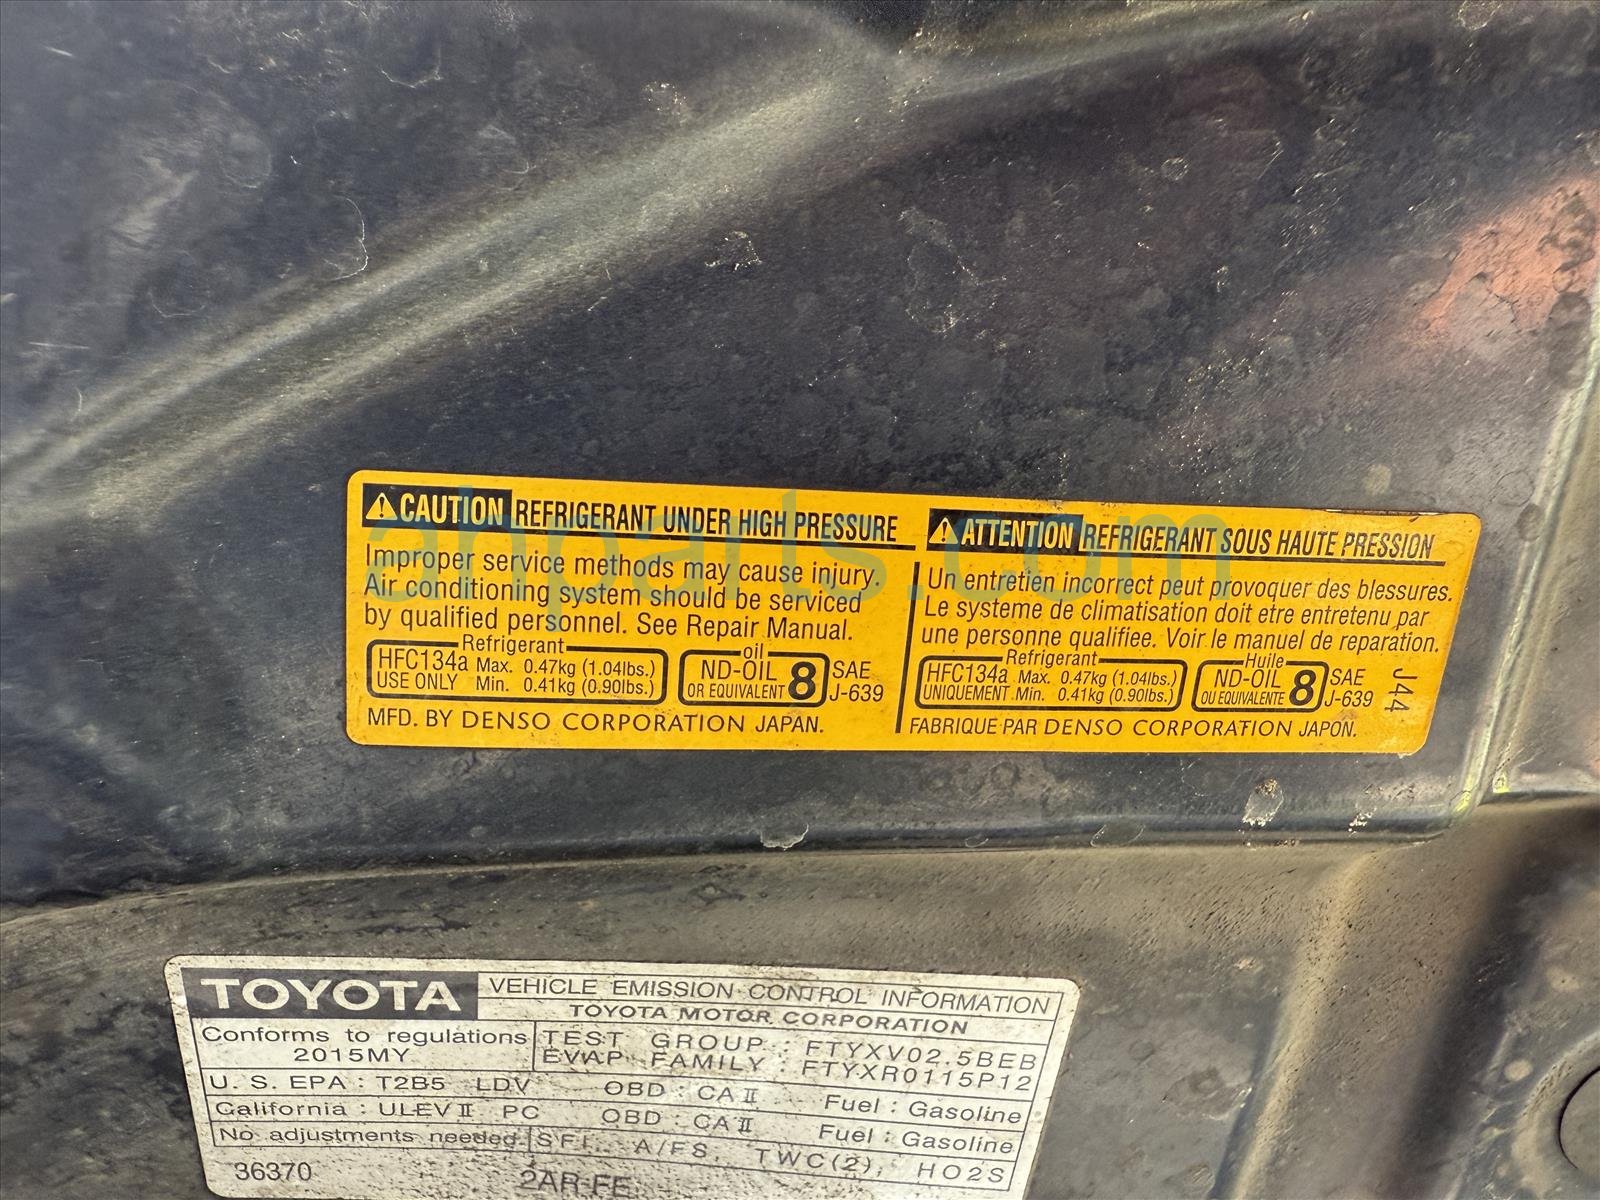 CAUTION REFRIGERANT UNDER HIGH PRESSURE
Improper service methods may cause injury.
Air conditioning system should be serviced
by qualified personnel. See Repair Manual.
Refrigerant
HFC134a Max. 0.47kg (1.04lbs.)
USE ONLY Min. 0.41kg (0.90lbs.)
oil
ND-OIL 8
OR EQUIVALENT
SAE
J-639
MFD. BY DENSO CORPORATION JAPAN.
ATTENTION REFRIGERANT SOUS HAUTE PRESSION
Un entretien incorrect peut provoquer des blessures.
Le systeme de climatisation doit etre entretenu par
une personne qualifiee. Voir le manuel de reparation.
Refrigerant
HFC134a Max. 0.47kg (1.04lbs.)
UNIQUEMENT Min. 0.41kg (0.90lbs.)
Huile
ND-OIL 8
OU EQUIVALENTE
SAE
J-639
FABRIQUE PAR DENSO CORPORATION JAPON.
J44
ahparts.com
TOYOTA VEHICLE EMISSION CONTROL INFORMATION
TOYOTA MOTOR CORPORATION
Conforms to regulations
2015MY
TEST GROUP : FTYXV02.5BEB
EVAP FAMILY : FTYXR0115P12
U. S. EPA : T2B5 LDV OBD : CA II Fuel : Gasoline
California : ULEV II PC OBD : CA II Fuel : Gasoline
No adjustments needed. SFI, A/FS, TWC(2), HO2S
36370 2AR-FE